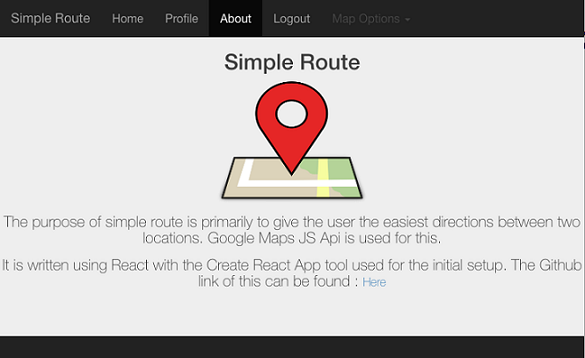 Simple Route Home Profile About Logout Map Options
Simple Route
The purpose of simple route is primarily to give the user the easiest directions between two
locations. Google Maps JS Api is used for this.
It is written using React with the Create React App tool used for the initial setup. The Github
link of this can be found : Here